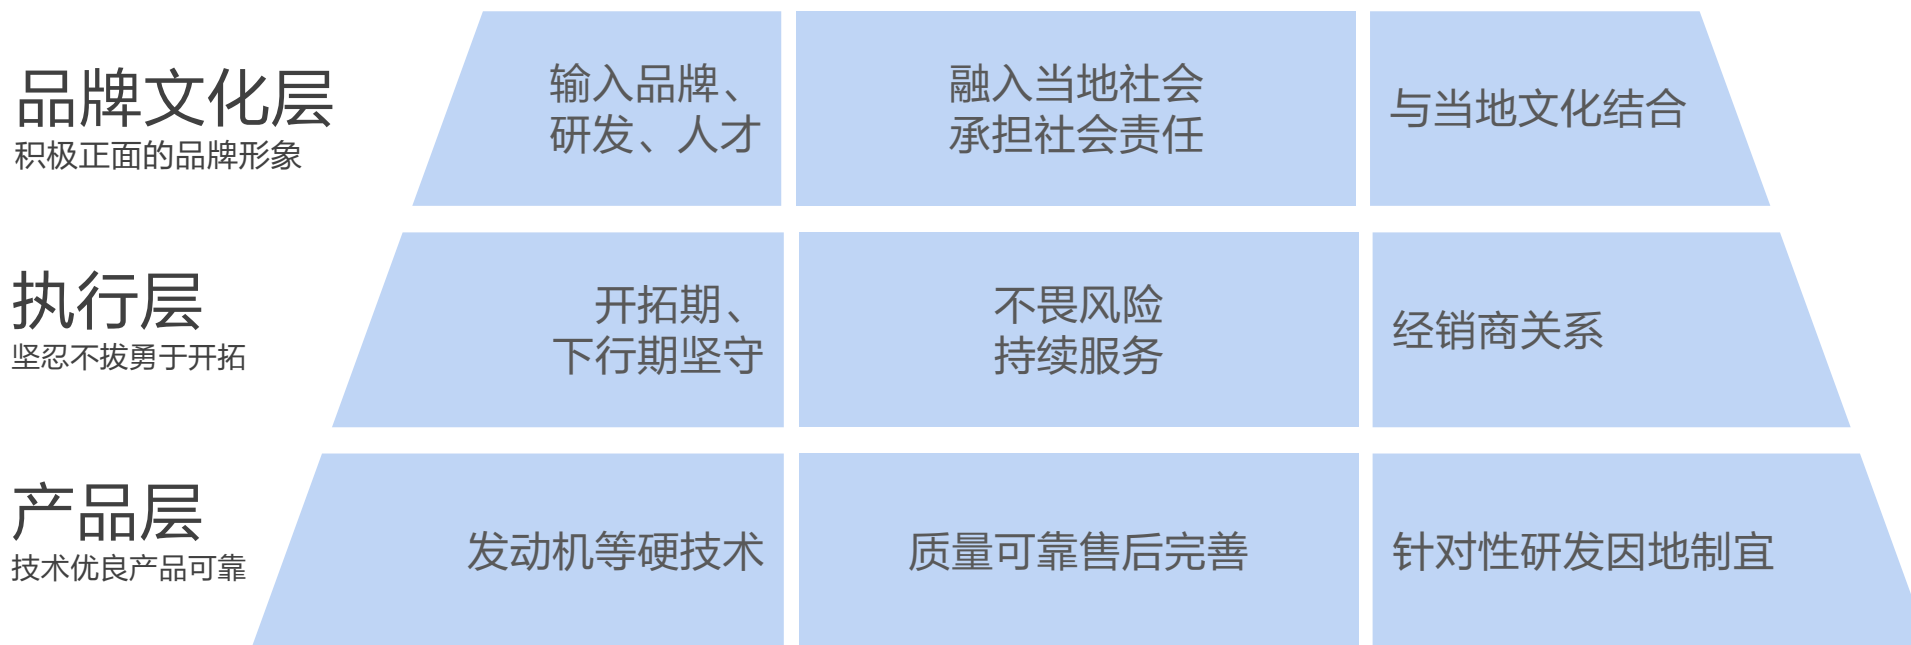 品牌文化层
积极正面的品牌形象
输入品牌、
研发、人才
融入当地社会
承担社会责任
与当地文化结合
执行层
坚忍不拔勇于开拓
开拓期、
下行期坚守
不畏风险
持续服务
经销商关系
产品层
技术优良产品可靠
发动机等硬技术
质量可靠售后完善
针对性研发因地制宜